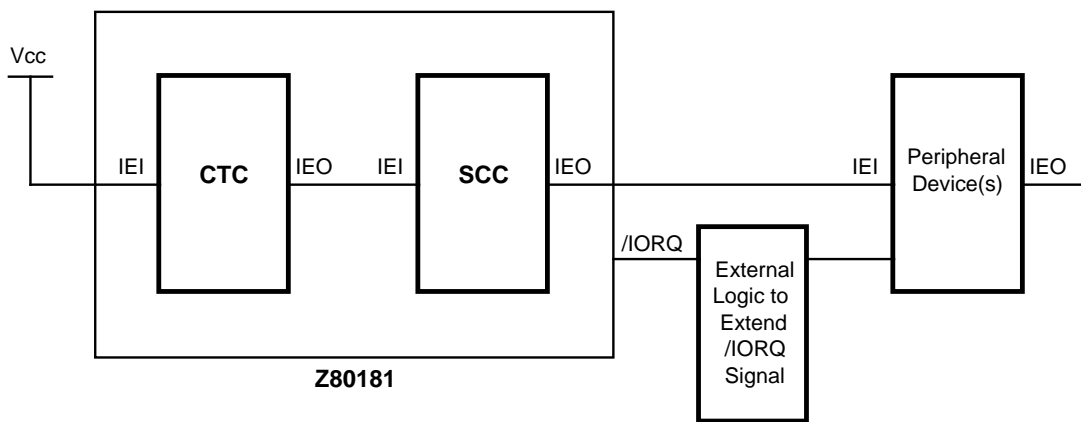 Vcc
IEI
CTC
IEO
IEI
SCC
IEO
IEI
Peripheral
Device(s)
IEO
/IORQ
External
Logic to
Extend
/IORQ
Signal
Z80181